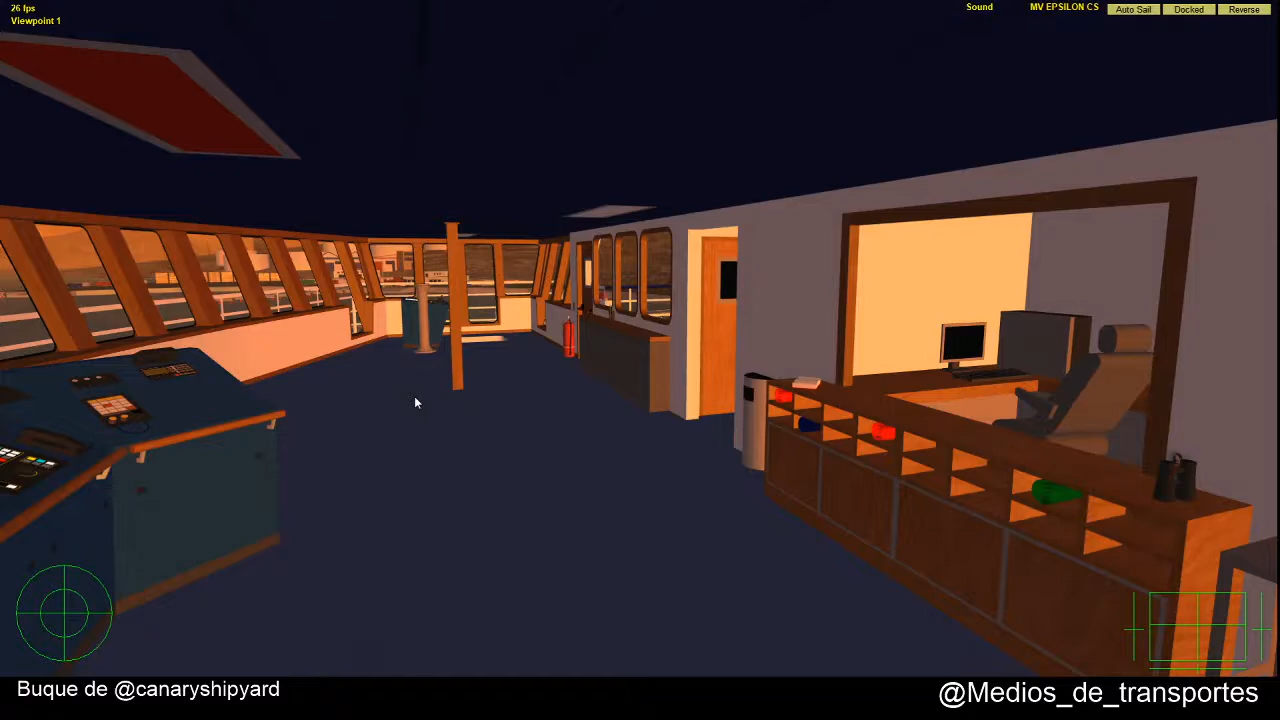 26 fps
Viewpoint 1
Sound
MV EPSILON CS
Auto Sail
Docked
Reverse
Buque de @canaryshipyard
@Medios_de_transportes